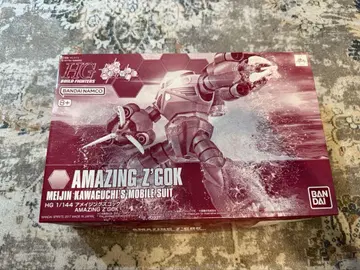 HG
BUILD FIGHTERS
BANDAI NAMCO
AMAZING Z'GOK
MEIJIN KAWAGUCHI'S MOBILE SUIT
HG 1/144 アメイジングズゴック
AMAZING Z'GOK
BANDAI